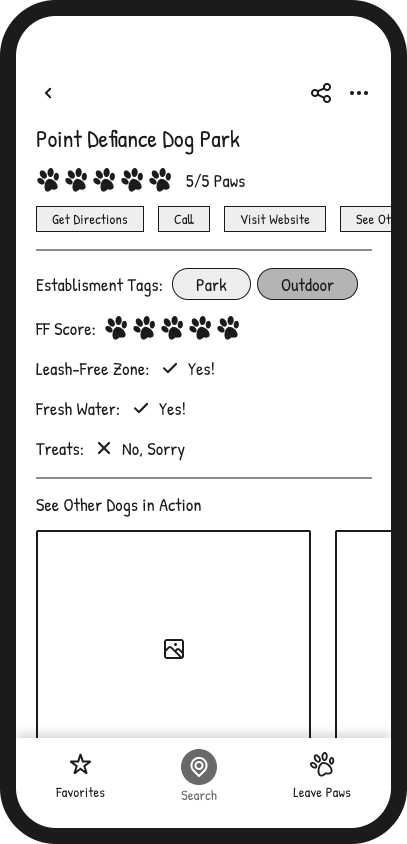 Point Defiance Dog Park
5/5 Paws
Get Directions Call Visit Website See Ot
Establisment Tags: Park Outdoor
FF Score:
Leash-Free Zone: Yes!
Fresh Water: Yes!
Treats: No, Sorry
See Other Dogs in Action
Favorites Search Leave Paws